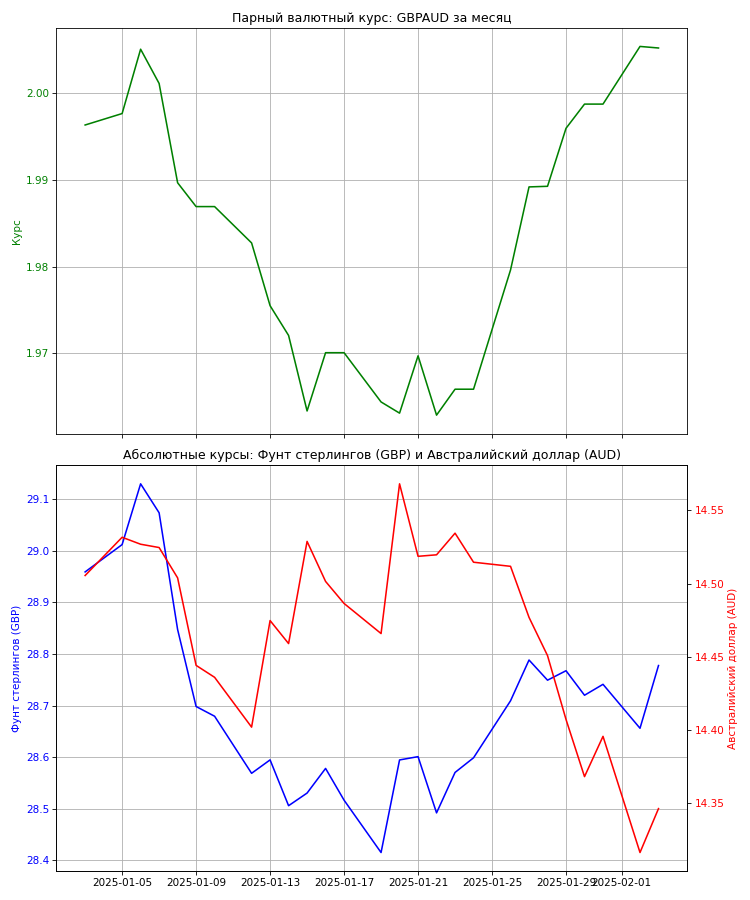 Парный валютный курс: GBPAUD за месяц
2.00
1.99
1.98
1.97
Курс
Абсолютные курсы: Фунт стерлингов (GBP) и Австралийский доллар (AUD)
29.1
29.0
28.9
28.8
28.7
28.6
28.5
28.4
Фунт стерлингов (GBP)
14.55
14.50
14.45
14.40
14.35
Австралийский доллар (AUD)
2025-01-05 2025-01-09 2025-01-13 2025-01-17 2025-01-21 2025-01-25 2025-01-29 2025-02-01